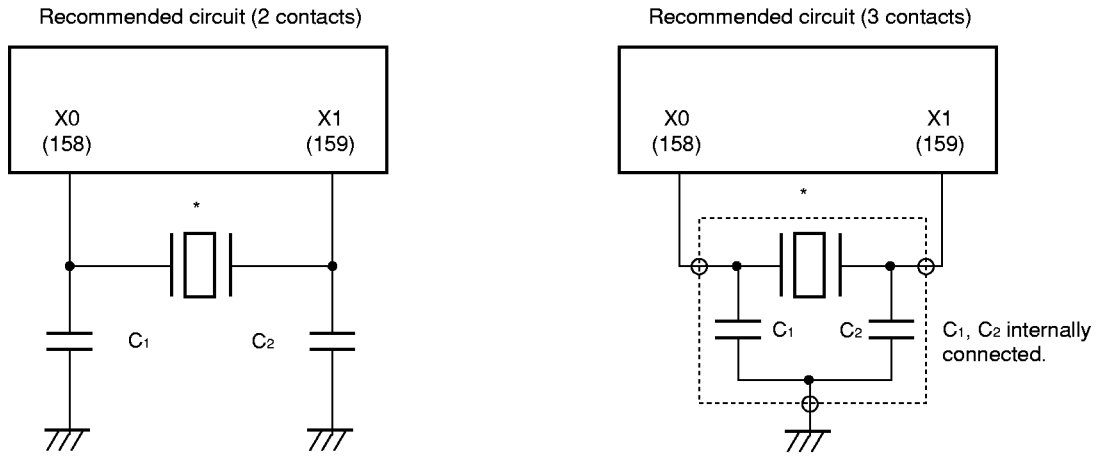 Recommended circuit (2 contacts)
X0
(158)
X1
(159)
*
C1
C2
Recommended circuit (3 contacts)
X0
(158)
X1
(159)
*
C1
C2
C1, C2 internally
connected.